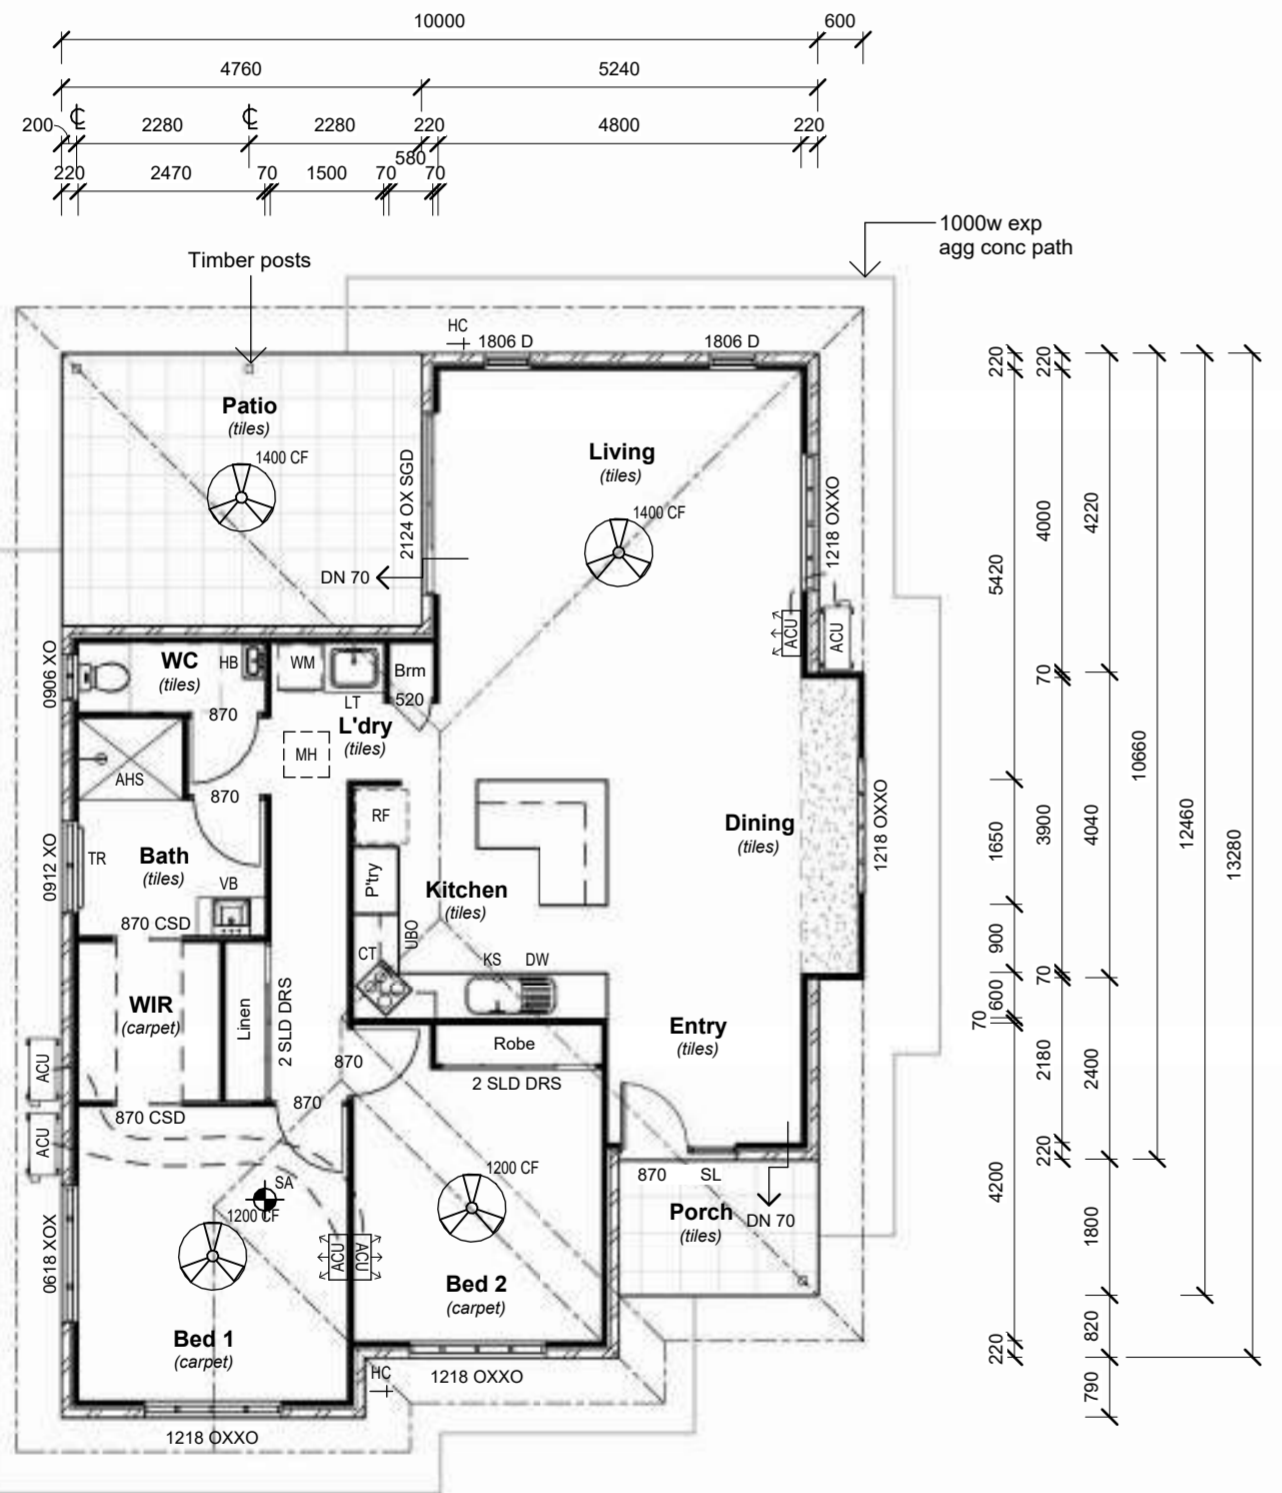 10000
600
4760
5240
200
2280
2280
220
4800
220
580
220
2470
70
1500
70
70
1000w exp
agg conc path
Timber posts
HC
1806 D
1806 D
220
220
Patio
(tiles)
1400 CF
Living
(tiles)
1400 CF
2124 OX SGD
1218 OXXO
4000
4220
5420
DN 70
ACU
ACU
0906 XO
WC
(tiles)
HB
WM
Brm
520
LT
870
L'dry
(tiles)
MH
70
AHS
870
RF
10660
12460
13280
Dining
(tiles)
1218 OXXO
1650
3900
4040
0912 XO
TR
Bath
(tiles)
VB
P'try
Kitchen
(tiles)
870 CSD
UBO
CT
KS
DW
900
WIR
(carpet)
Linen
2 SLD DRS
600
70
70
Entry
(tiles)
Robe
2 SLD DRS
870
870
2180
2400
ACU
ACU
870 CSD
220
4200
SA
1200 CF
1200 CF
870
SL
Porch
(tiles)
DN 70
1800
0618 XOX
ACU
ACU
Bed 2
(carpet)
Bed 1
(carpet)
820
220
HC
1218 OXXO
790
1218 OXXO